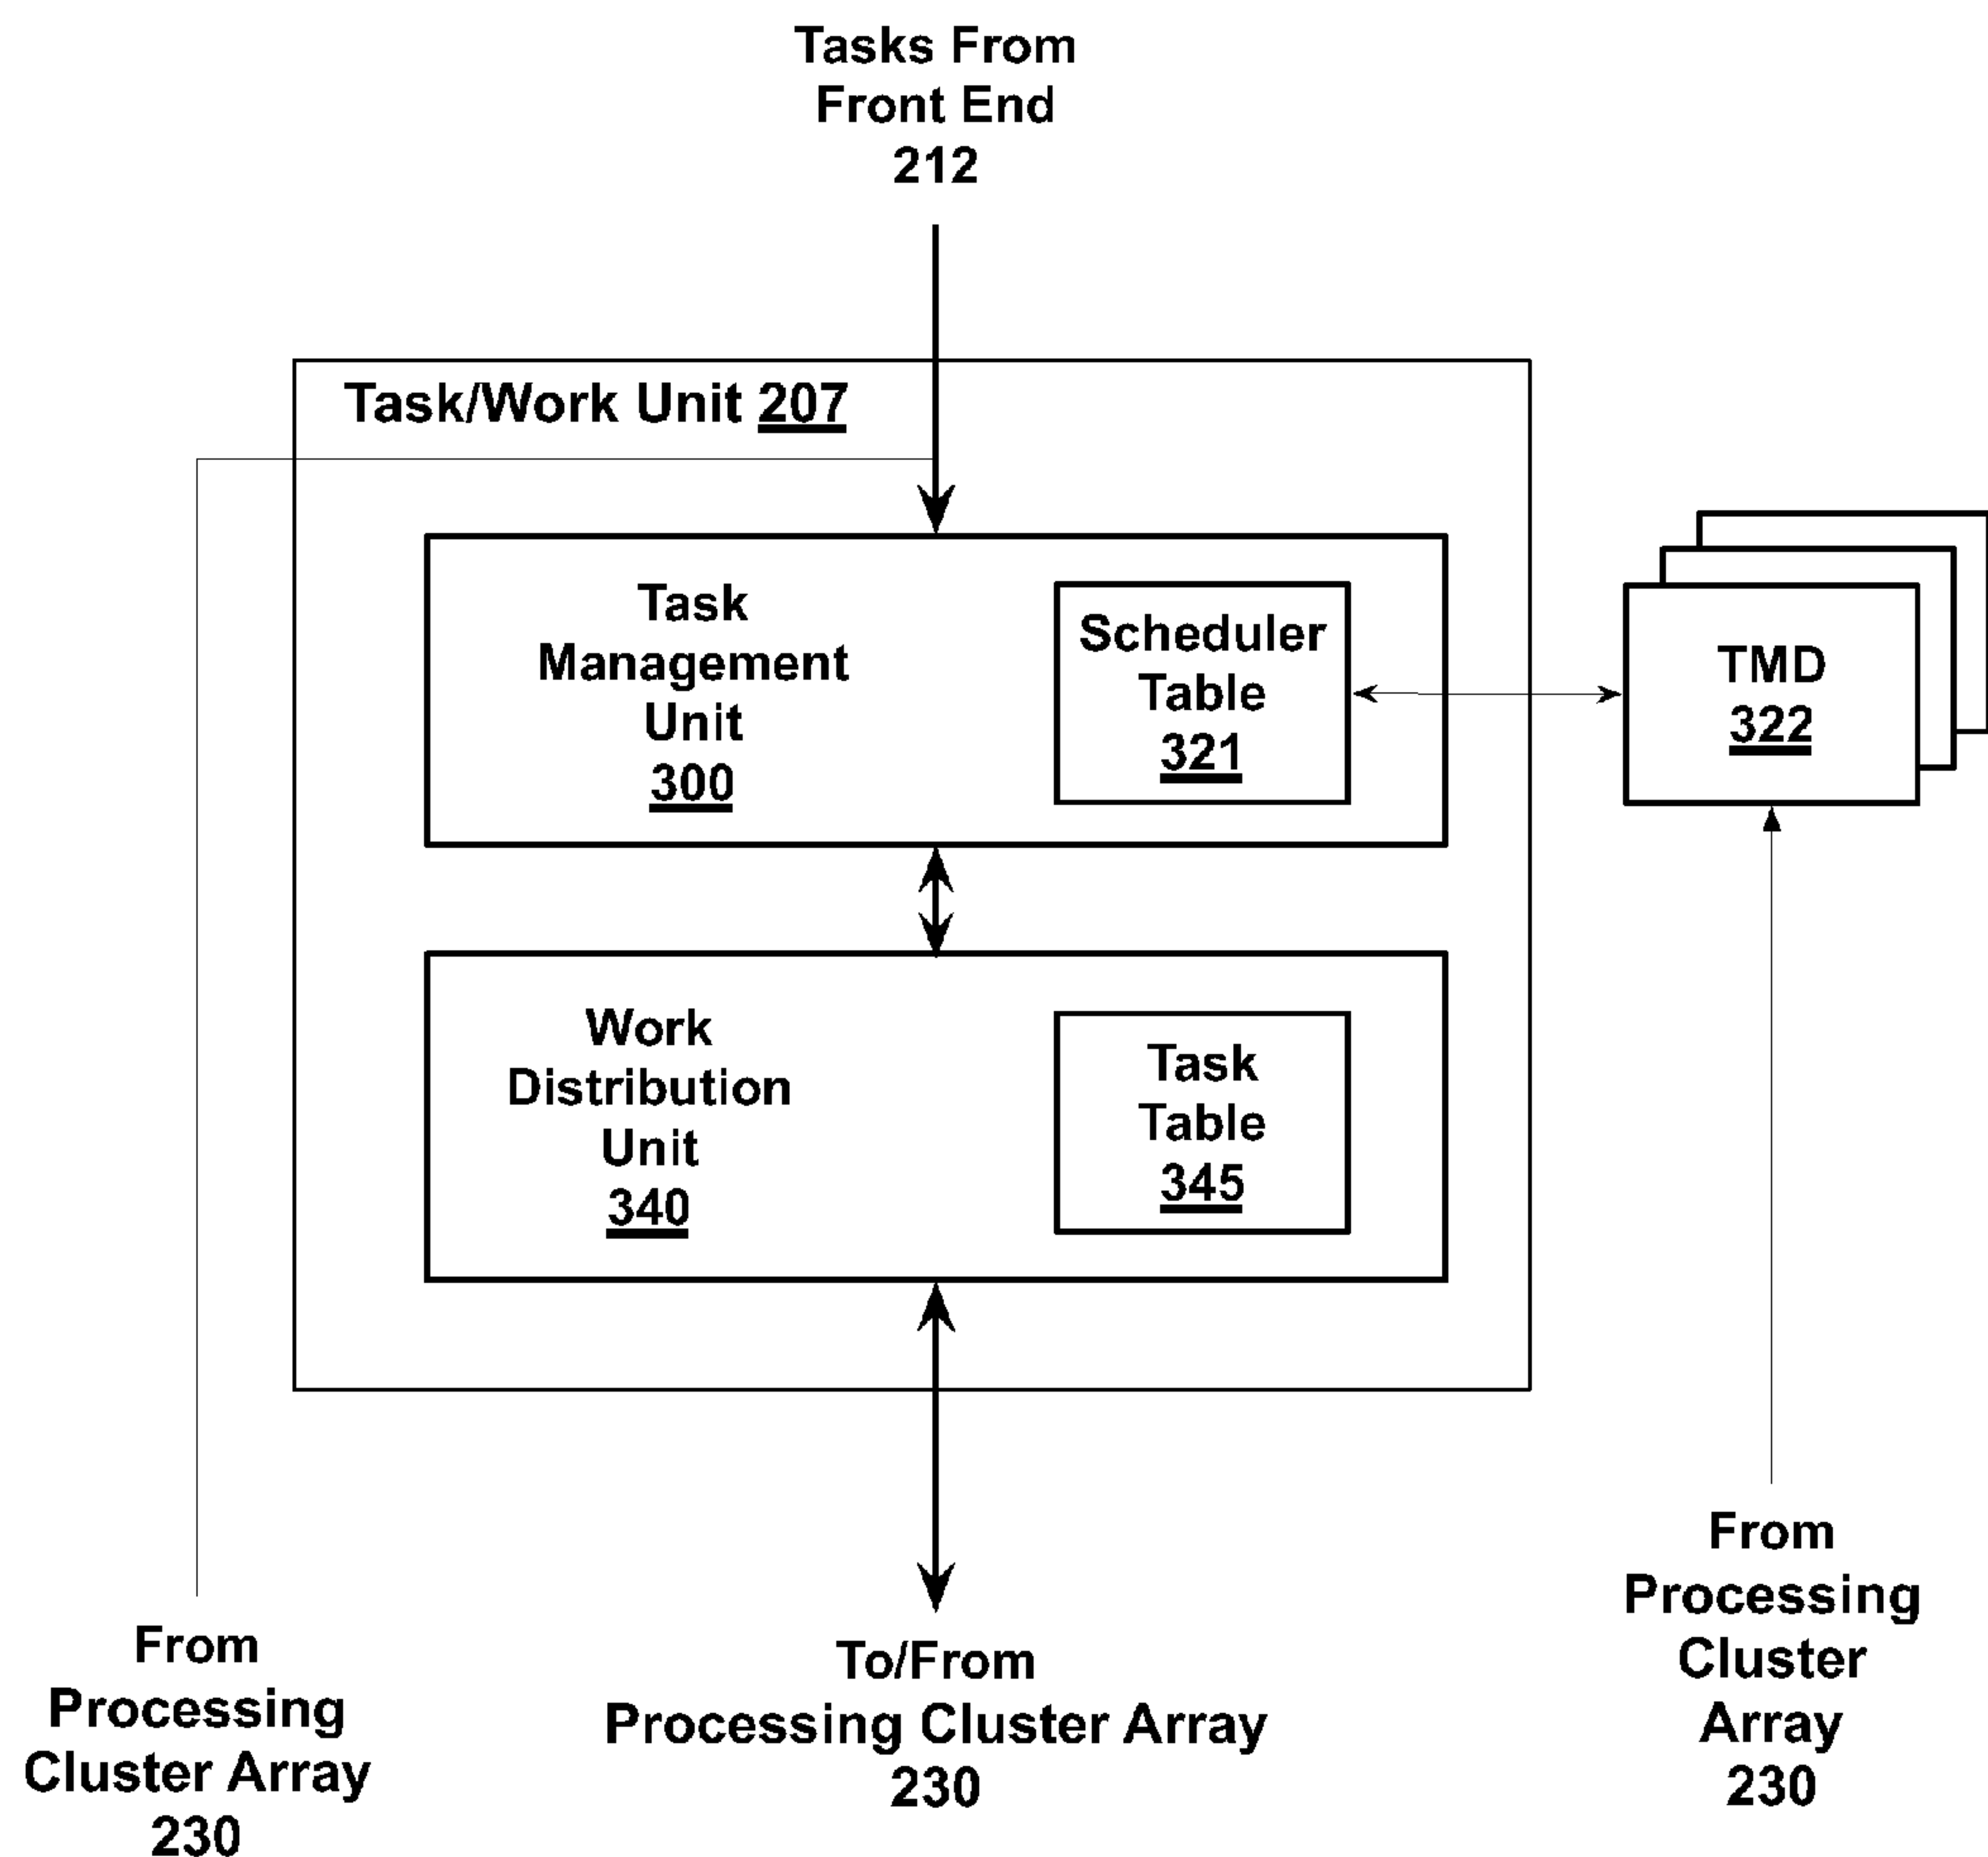 Tasks From
Front End
212
Task/Work Unit 207
Task
Management
Unit
300
Scheduler
Table
321
TMD
322
Work
Distribution
Unit
340
Task
Table
345
From
Processing
Cluster Array
230
To/From
Processing Cluster Array
230
From
Processing
Cluster
Array
230